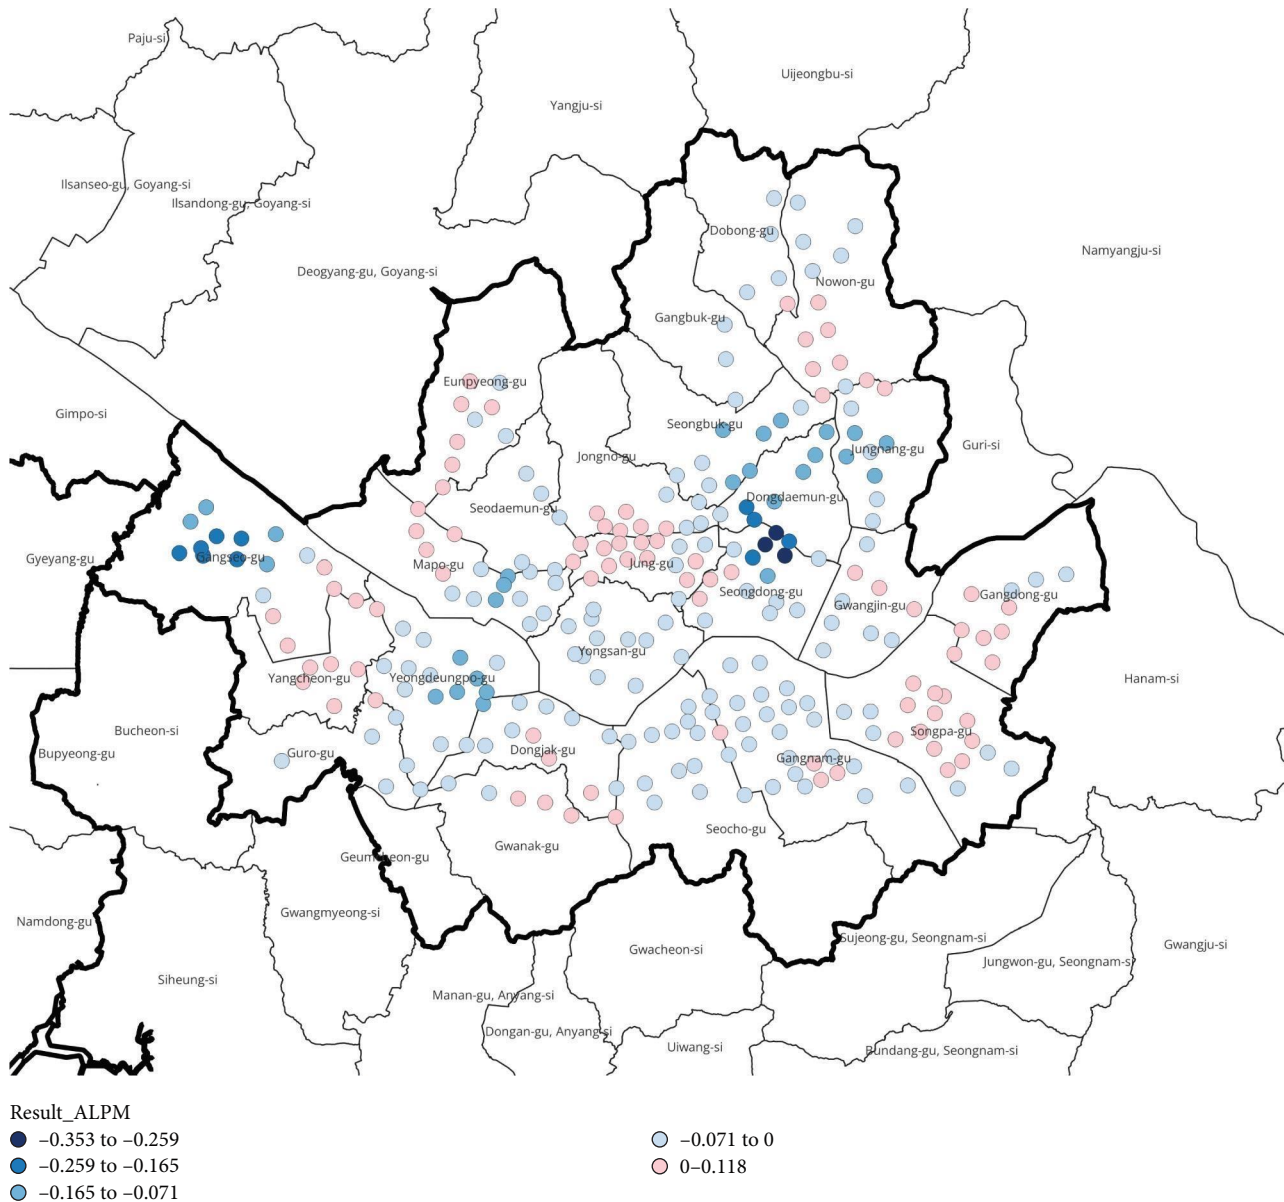 Paju-si
Uijeongbu-si
Yangju-si
Ilsanseo-gu, Goyang-si
Ilsandong-gu, Goyang-si
Dobong-gu
Namyangju-si
Deogyang-gu, Goyang-si
Nowon-gu
Gangbuk-gu
Eunpyeong-gu
Gimpo-si
Seongbuk-gu
Guri-si
Jungnang-gu
Jongno-gu
Dongdaemun-gu
Seodaemun-gu
Gyeyang-gu
Gangseo-gu
Mapo-gu
Jung-gu
Seongdong-gu
Gangdong-gu
Gwangjin-gu
Yongsan-gu
Yangcheon-gu
Yeongdeungpo-gu
Hanam-si
Bucheon-si
Songpa-gu
Bupyeong-gu
Guro-gu
Dongjak-gu
Gangnam-gu
Seocho-gu
Gwanak-gu
Geumcheon-gu
Gwangmyeong-si
Namdong-gu
Sujeong-gu, Seongnam-si
Gwangju-si
Gwacheon-si
Jungwon-gu, Seongnam-si
Siheung-si
Manan-gu, Anyang-si
Dongan-gu, Anyang-si
Uiwang-si
Bundang-gu, Seongnam-si
Result_ALPM
–0.353 to –0.259
–0.259 to –0.165
–0.165 to –0.071
–0.071 to 0
0–0.118